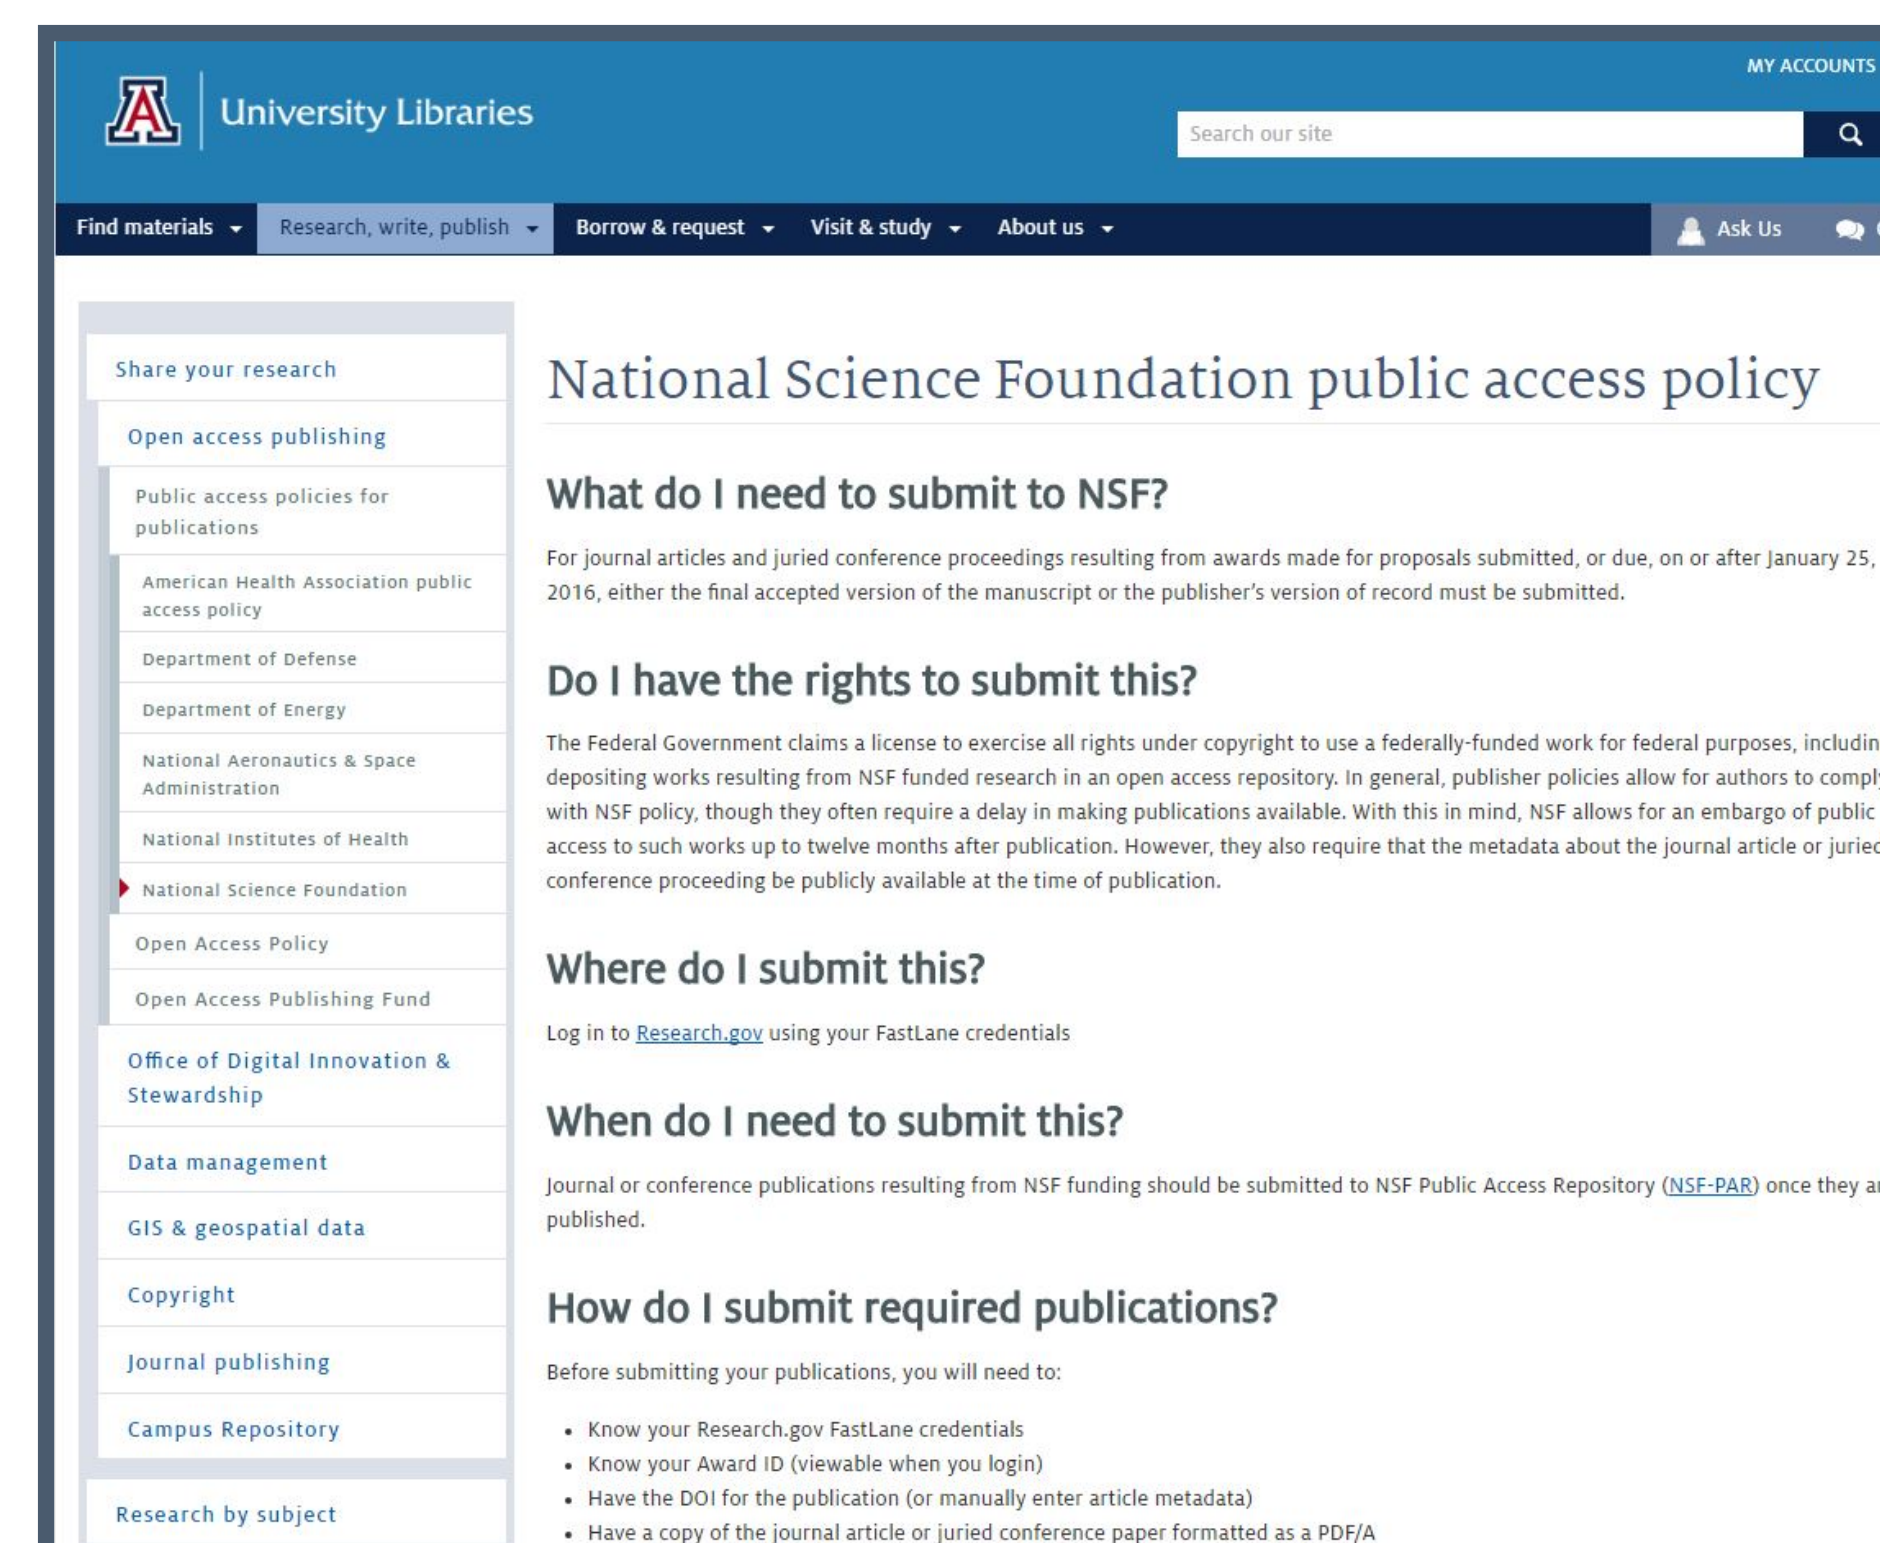 MY ACCOUNTS
A
University Libraries
Search our site
Find materials
Research, write, publish
Borrow & request
Visit & study
About us
Ask Us
Share your research
Open access publishing
Public access policies for
publications
American Health Association public
access policy
Department of Defense
Department of Energy
National Aeronautics & Space
Administration
National Institutes of Health
National Science Foundation
Open Access Policy
Open Access Publishing Fund
Office of Digital Innovation &
Stewardship
Data management
GIS & geospatial data
Copyright
Journal publishing
Campus Repository
Research by subject
National Science Foundation public access policy
What do I need to submit to NSF?
For journal articles and juried conference proceedings resulting from awards made for proposals submitted, or due, on or after January 25,
2016, either the final accepted version of the manuscript or the publisher's version of record must be submitted.
Do I have the rights to submit this?
The Federal Government claims a license to exercise all rights under copyright to use a federally-funded work for federal purposes, includin
depositing works resulting from NSF funded research in an open access repository. In general, publisher policies allow for authors to comply
with NSF policy, though they often require a delay in making publications available. With this in mind, NSF allows for an embargo of public
access to such works up to twelve months after publication. However, they also require that the metadata about the journal article or juried
conference proceeding be publicly available at the time of publication.
Where do I submit this?
Log in to Research.gov using your FastLane credentials
When do I need to submit this?
Journal or conference publications resulting from NSF funding should be submitted to NSF Public Access Repository (NSF-PAR) once they a
published.
How do I submit required publications?
Before submitting your publications, you will need to:
• Know your Research.gov FastLane credentials
• Know your Award ID (viewable when you login)
• Have the DOI for the publication (or manually enter article metadata)
• Have a copy of the journal article or juried conference paper formatted as a PDF/A